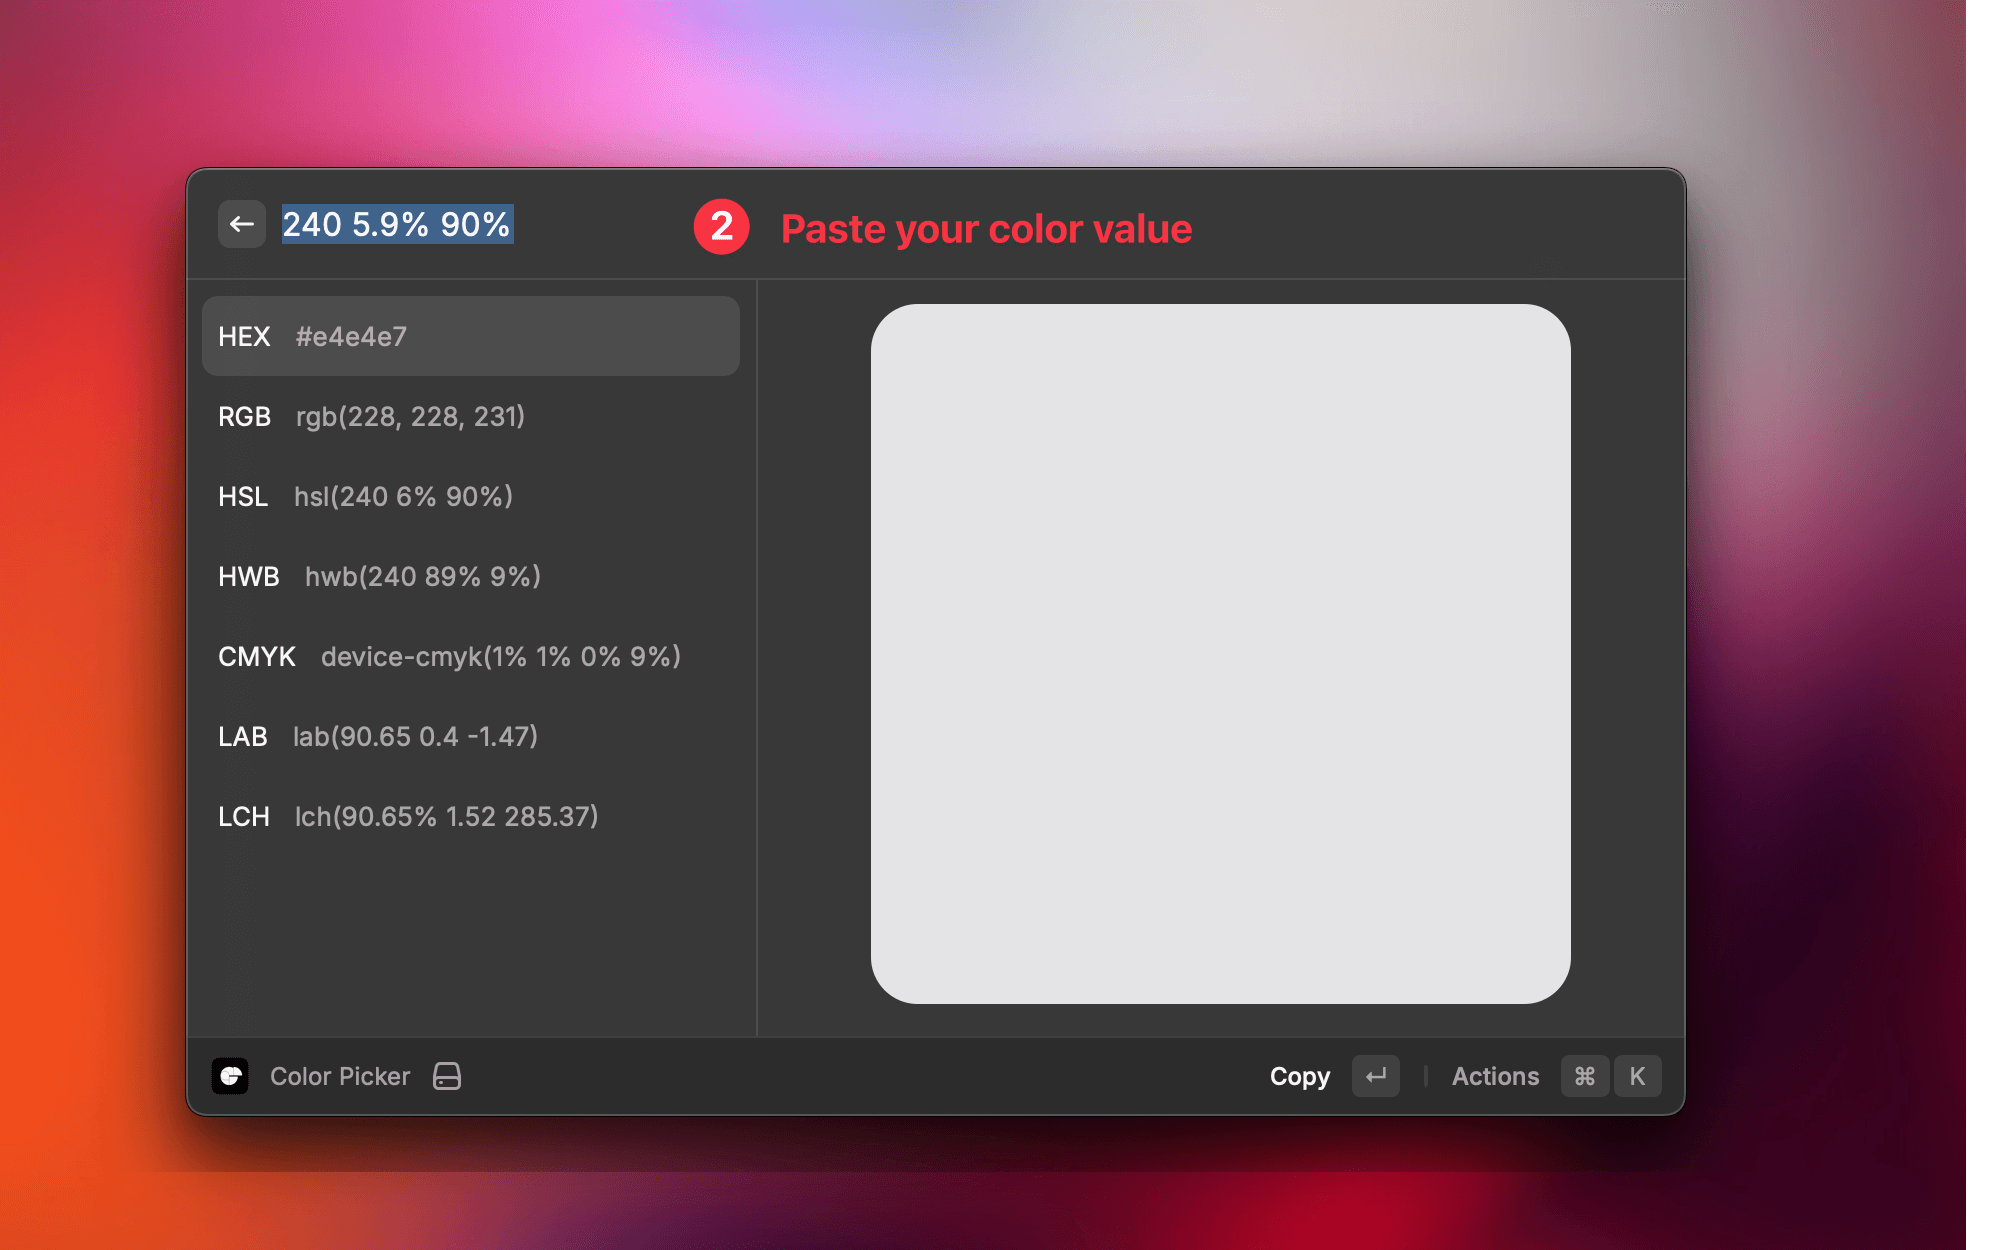 240 5.9% 90%
2 Paste your color value
HEX #e4e4e7
RGB rgb(228, 228, 231)
HSL hsl(240 6% 90%)
HWB hwb(240 89% 9%)
CMYK device-cmyk(1% 1% 0% 9%)
LAB lab(90.65 0.4 -1.47)
LCH lch(90.65% 1.52 285.37)
Color Picker
Copy ↵ Actions ⌘ K